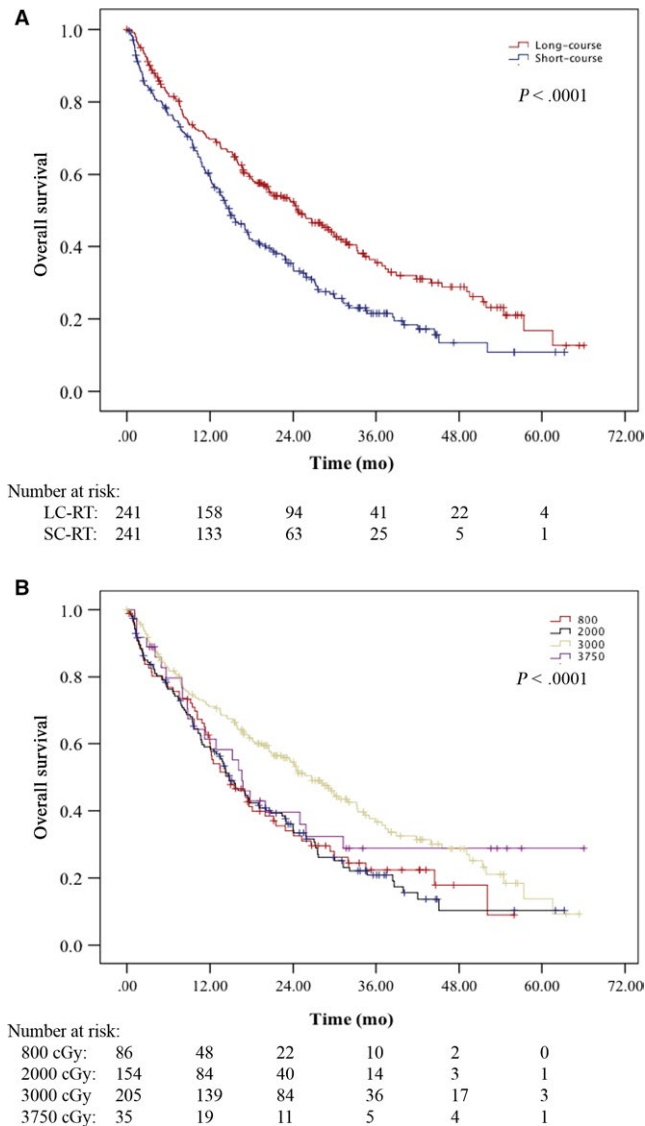 A
1.0
0.8
0.6
0.4
0.2
0.0
Overall survival
Long-course
Short-course
P < .0001
.00 12.00 24.00 36.00 48.00 60.00 72.00
Time (mo)
Number at risk:
LC-RT: 241 158 94 41 22 4
SC-RT: 241 133 63 25 5 1
B
1.0
0.8
0.6
0.4
0.2
0.0
Overall survival
800
2000
3000
3750
P < .0001
.00 12.00 24.00 36.00 48.00 60.00 72.00
Time (mo)
Number at risk:
800 cGy: 86 48 22 10 2 0
2000 cGy: 154 84 40 14 3 1
3000 cGy 205 139 84 36 17 3
3750 cGy: 35 19 11 5 4 1